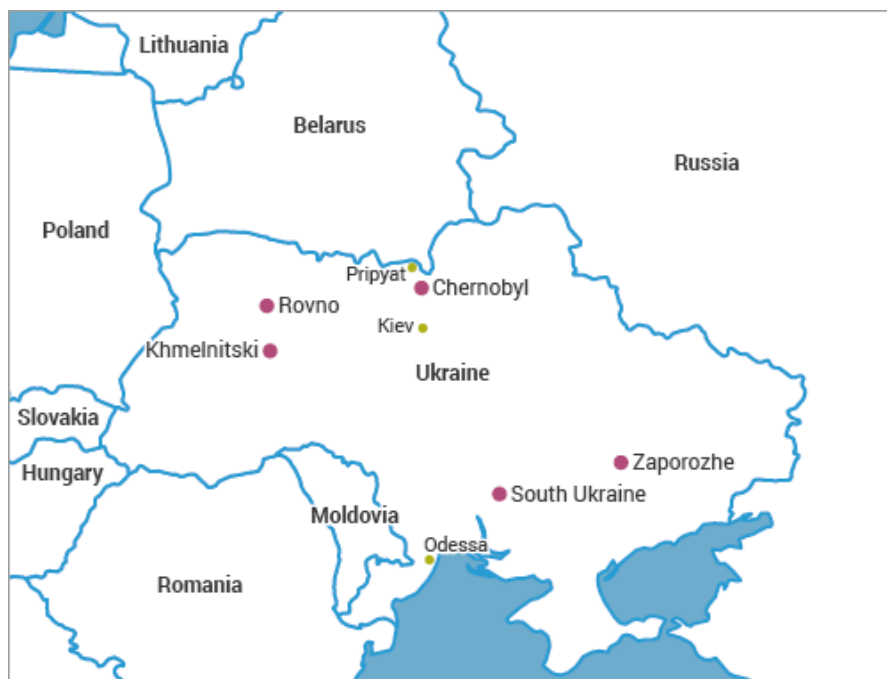 Lithuania
Belarus
Russia
Poland
Pripyat
Chernobyl
Rovno
Kiev
Khmelnitski
Ukraine
Slovakia
Hungary
Zaporozhe
South Ukraine
Moldovia
Odessa
Romania